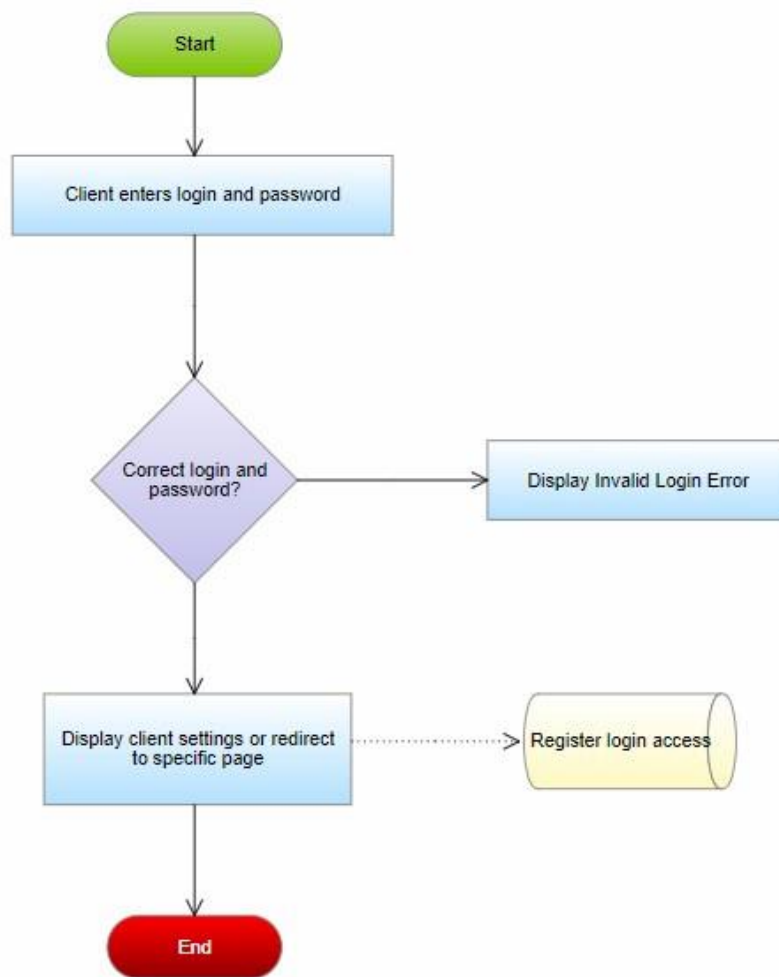 Start
Client enters login and password
Correct login and
password?
Display Invalid Login Error
Display client settings or redirect
to specific page
Register login access
End